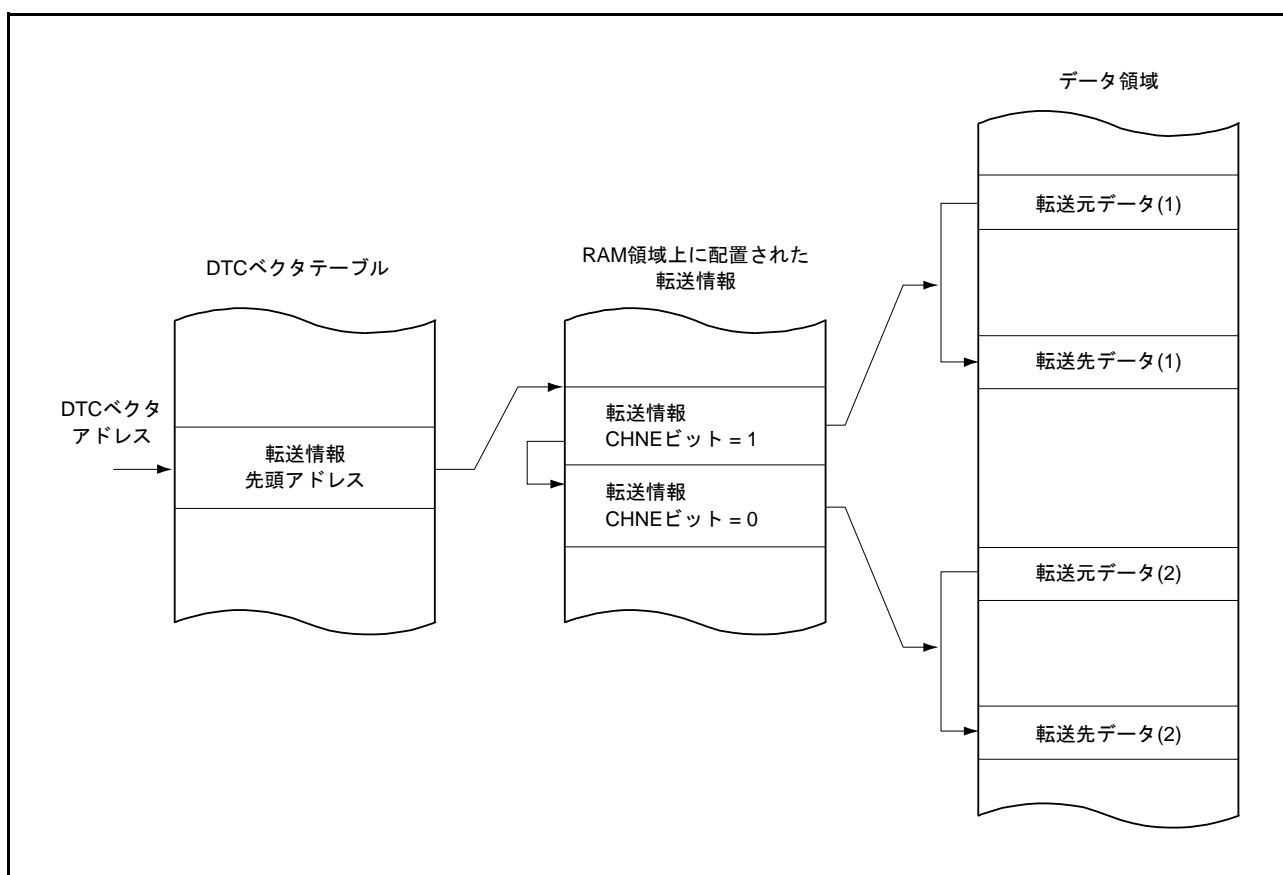 データ領域
転送元データ(1)
転送先データ(1)
転送元データ(2)
転送先データ(2)
RAM領域上に配置された
転送情報
転送情報
CHNEビット = 1
転送情報
CHNEビット = 0
DTCベクタテーブル
転送情報
先頭アドレス
DTCベクタ
アドレス